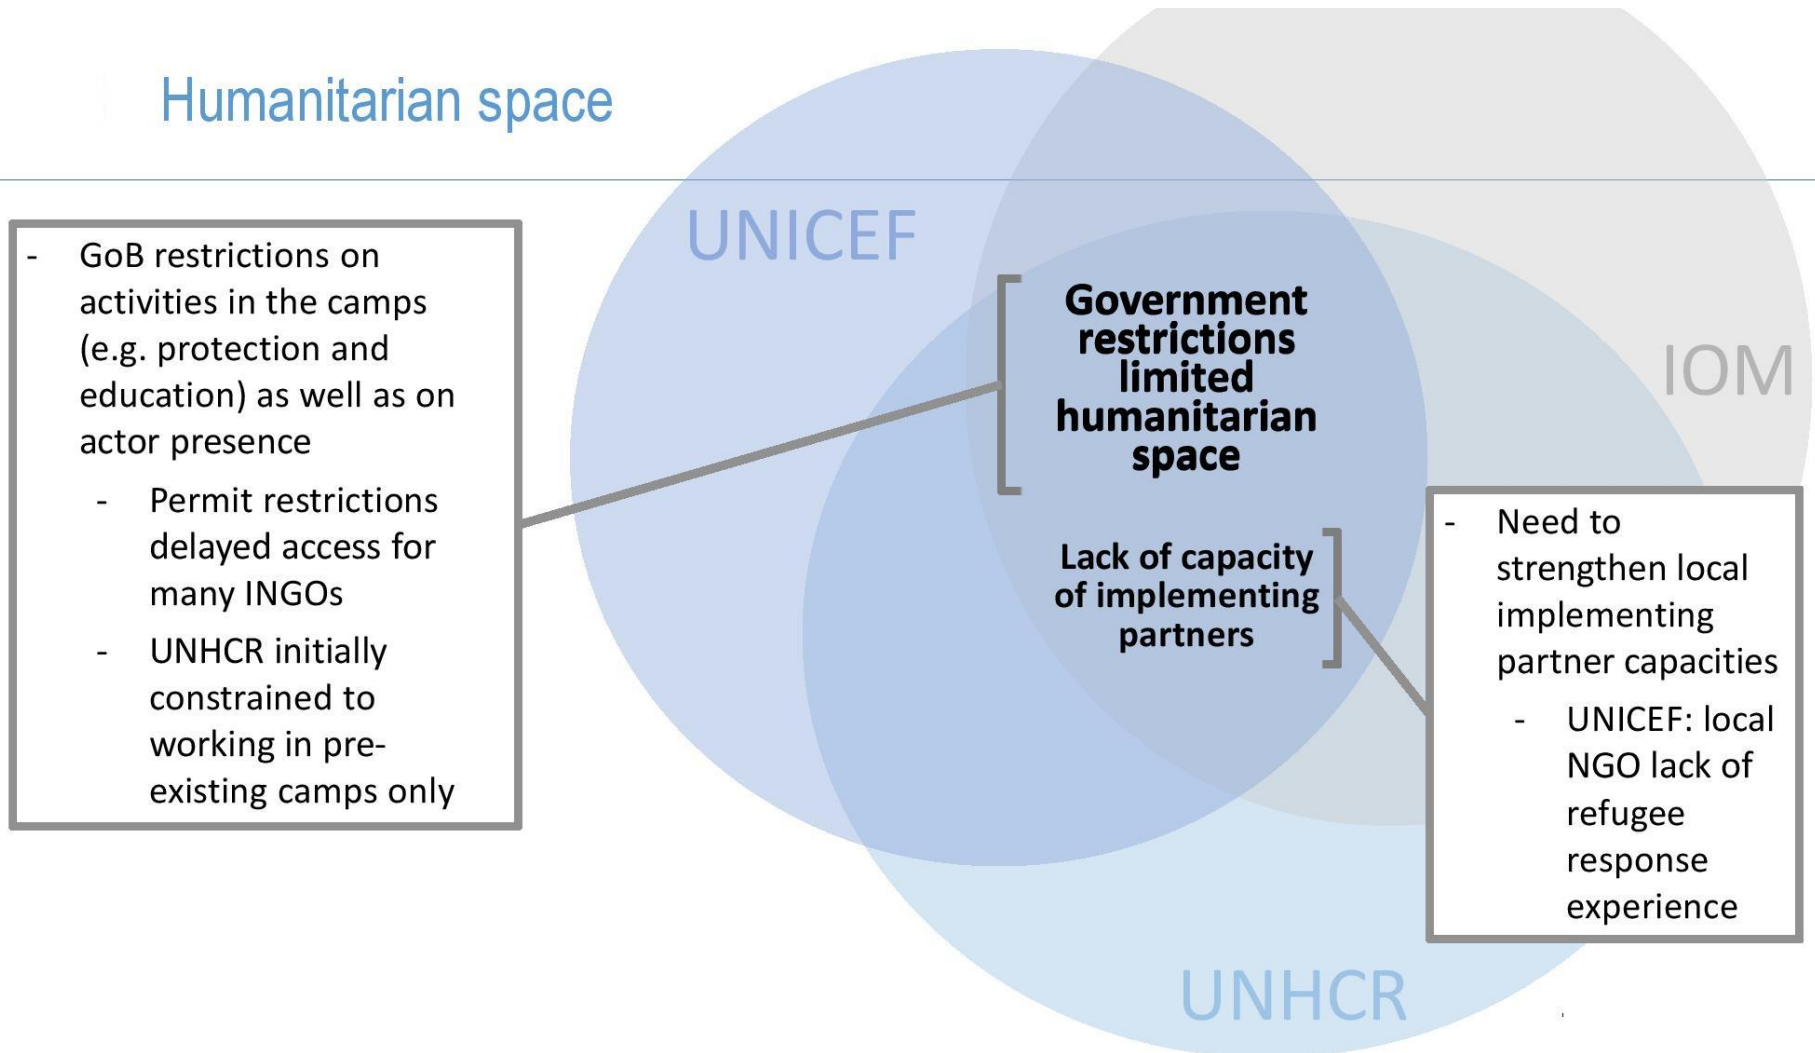 Humanitarian space
UNICEF
IOM
UNHCR
- GoB restrictions on
activities in the camps
(e.g. protection and
education) as well as on
actor presence
- Permit restrictions
delayed access for
many INGOs
- UNHCR initially
constrained to
working in pre-
existing camps only
Government
restrictions
limited
humanitarian
space
Lack of capacity
of implementing
partners
- Need to
strengthen local
implementing
partner capacities
- UNICEF: local
NGO lack of
refugee
response
experience